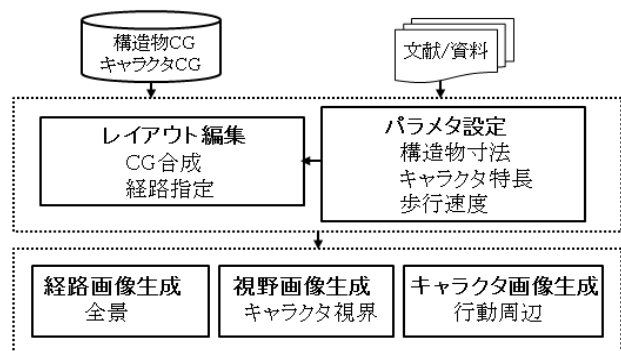 構造物CG
キャラクタCG
文献/資料
レイアウト編集
CG合成
経路指定
パラメタ設定
構造物寸法
キャラクタ特長
歩行速度
経路画像生成
全景
視野画像生成
キャラクタ視界
キャラクタ画像生成
行動周辺